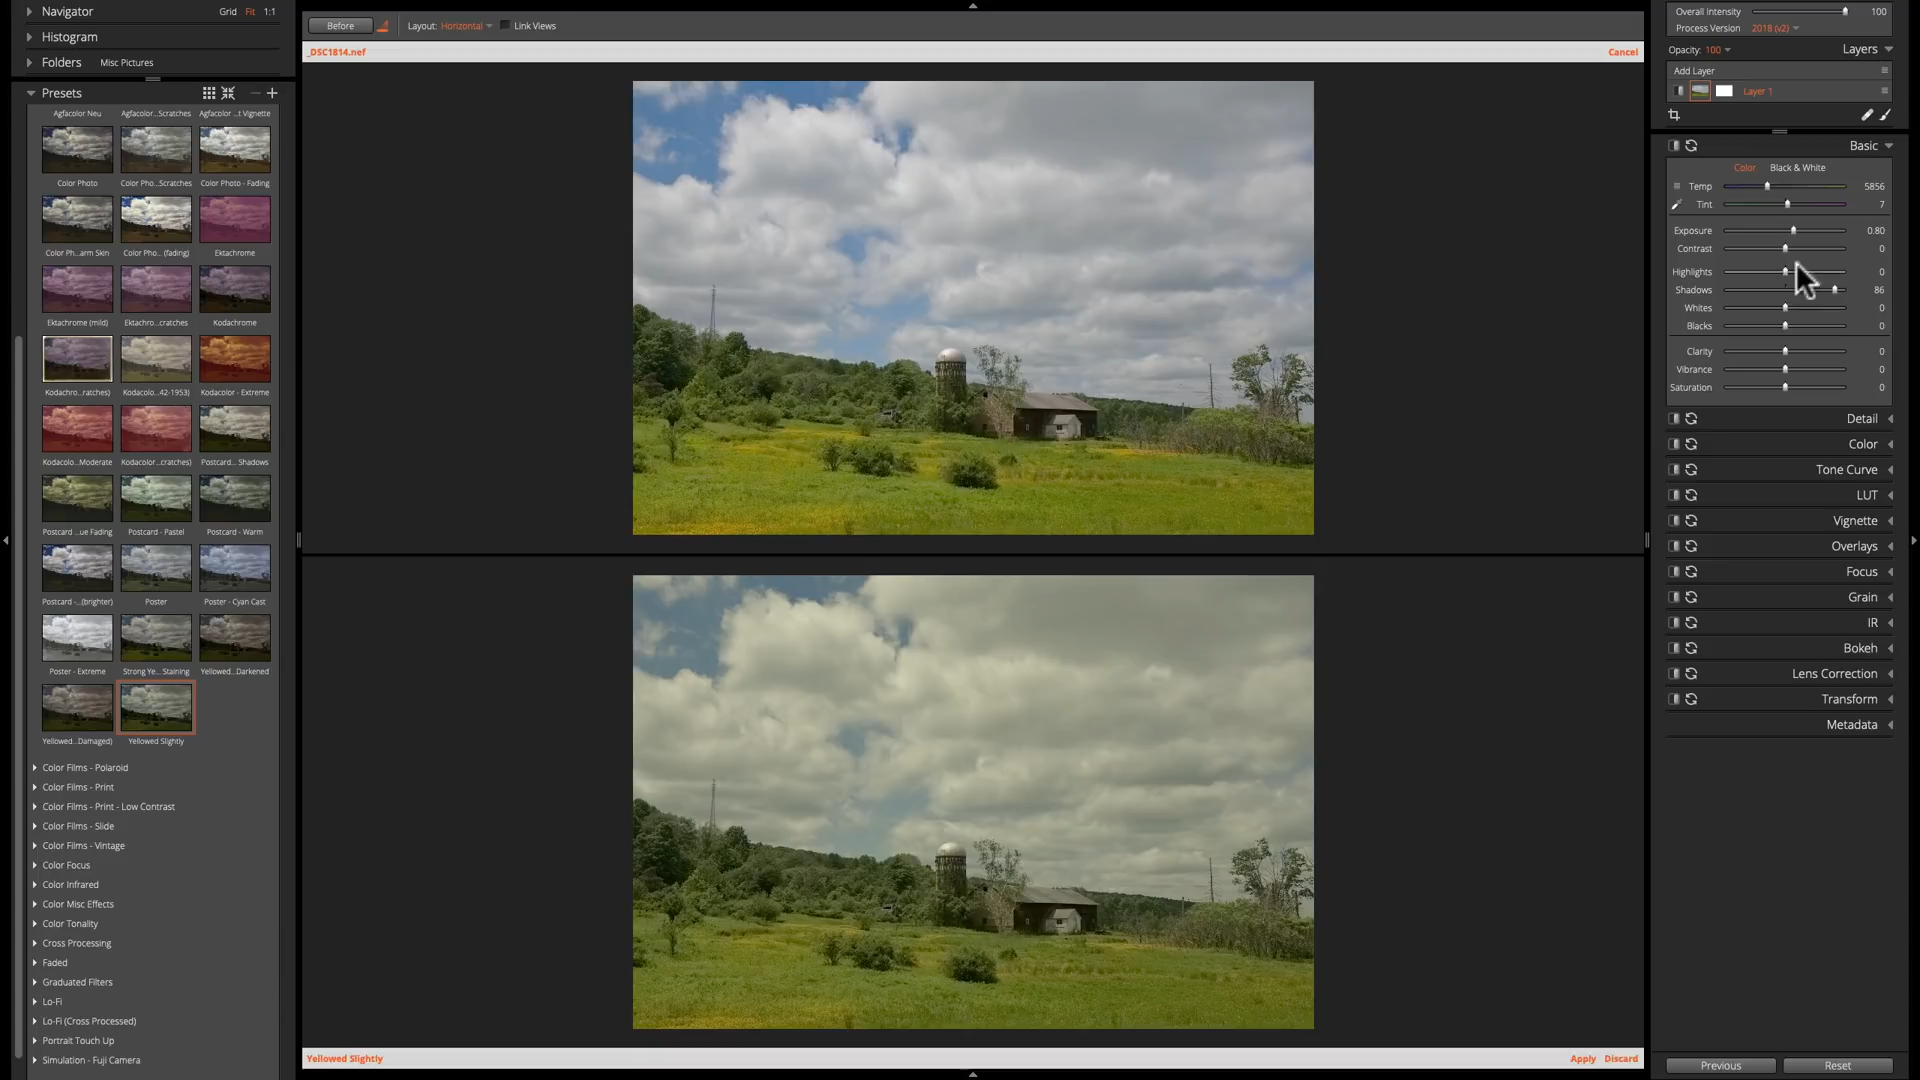 Navigator
Grid Fit 1:1
Histogram
Folders Misc Pictures
Presets
Agfacolor Neu Agfacolor...Scratches Agfacolor ...t Vignette
Color Photo Color Pho...Scratches Color Photo - Fading
Color Ph...arm Skin Color Pho... (fading) Ektachrome
Ektachrome (mild) Ektachro...cratches Kodachrome
Kodachro...ratches) Kodacolo...42-1953) Kodacolor - Extreme
Kodacolo...Moderate Kodacolor...cratches) Postcard... Shadows
Postcard ...ue Fading Postcard - Pastel Postcard - Warm
Postcard -...(brighter) Poster Poster - Cyan Cast
Poster - Extreme Strong Ye... Staining Yellowed...Darkened
Yellowed...Damaged) Yellowed Slightly
Color Films - Polaroid
Color Films - Print
Color Films - Print - Low Contrast
Color Films - Slide
Color Films - Vintage
Color Focus
Color Infrared
Color Misc Effects
Color Tonality
Cross Processing
Faded
Graduated Filters
Lo-Fi
Lo-Fi (Cross Processed)
Portrait Touch Up
Simulation - Fuji Camera
Before Layout: Horizontal Link Views
_DSC1814.nef Cancel
Yellowed Slightly Apply Discard
Overall Intensity 100
Process Version 2018 (v2)
Opacity: 100 Layers
Add Layer
Layer 1
Basic
Color Black & White
Temp 5856
Tint 7
Exposure 0.80
Contrast 0
Highlights 0
Shadows 86
Whites 0
Blacks 0
Clarity 0
Vibrance 0
Saturation 0
Detail
Color
Tone Curve
LUT
Vignette
Overlays
Focus
Grain
IR
Bokeh
Lens Correction
Transform
Metadata
Previous Reset